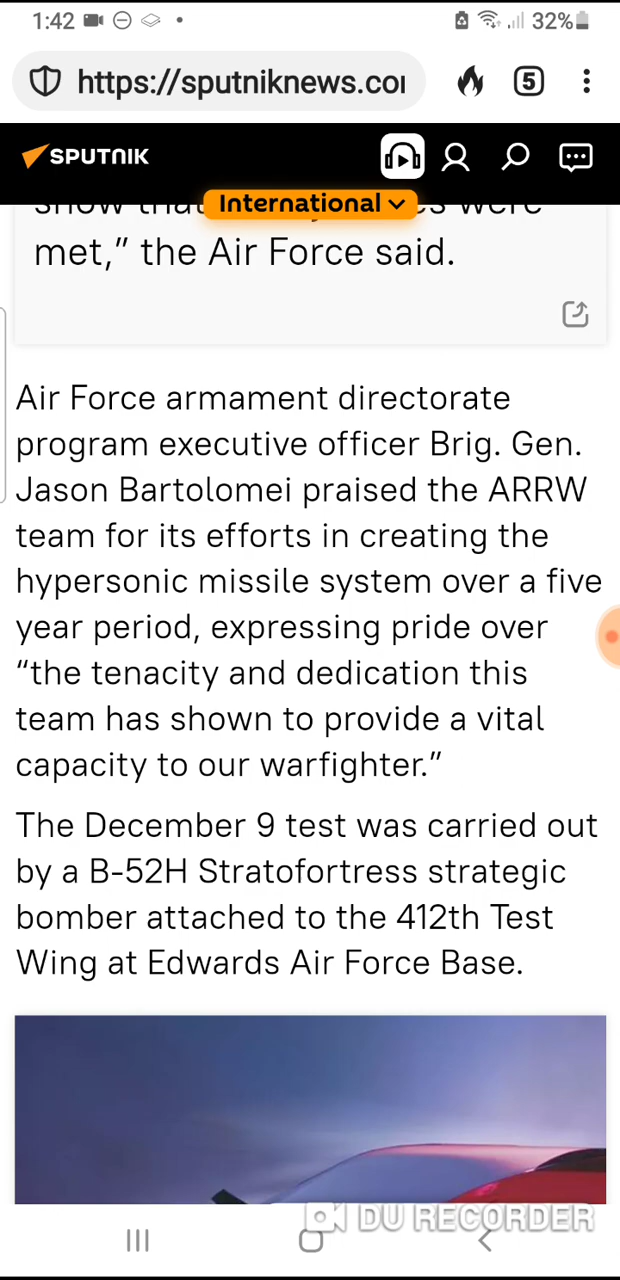 1:42
32%
https://sputniknews.co
5
SPUTNIK
International
met,” the Air Force said.
Air Force armament directorate
program executive officer Brig. Gen.
Jason Bartolomei praised the ARRW
team for its efforts in creating the
hypersonic missile system over a five
year period, expressing pride over
“the tenacity and dedication this
team has shown to provide a vital
capacity to our warfighter.”
The December 9 test was carried out
by a B-52H Stratofortress strategic
bomber attached to the 412th Test
Wing at Edwards Air Force Base.
DU RECORDER